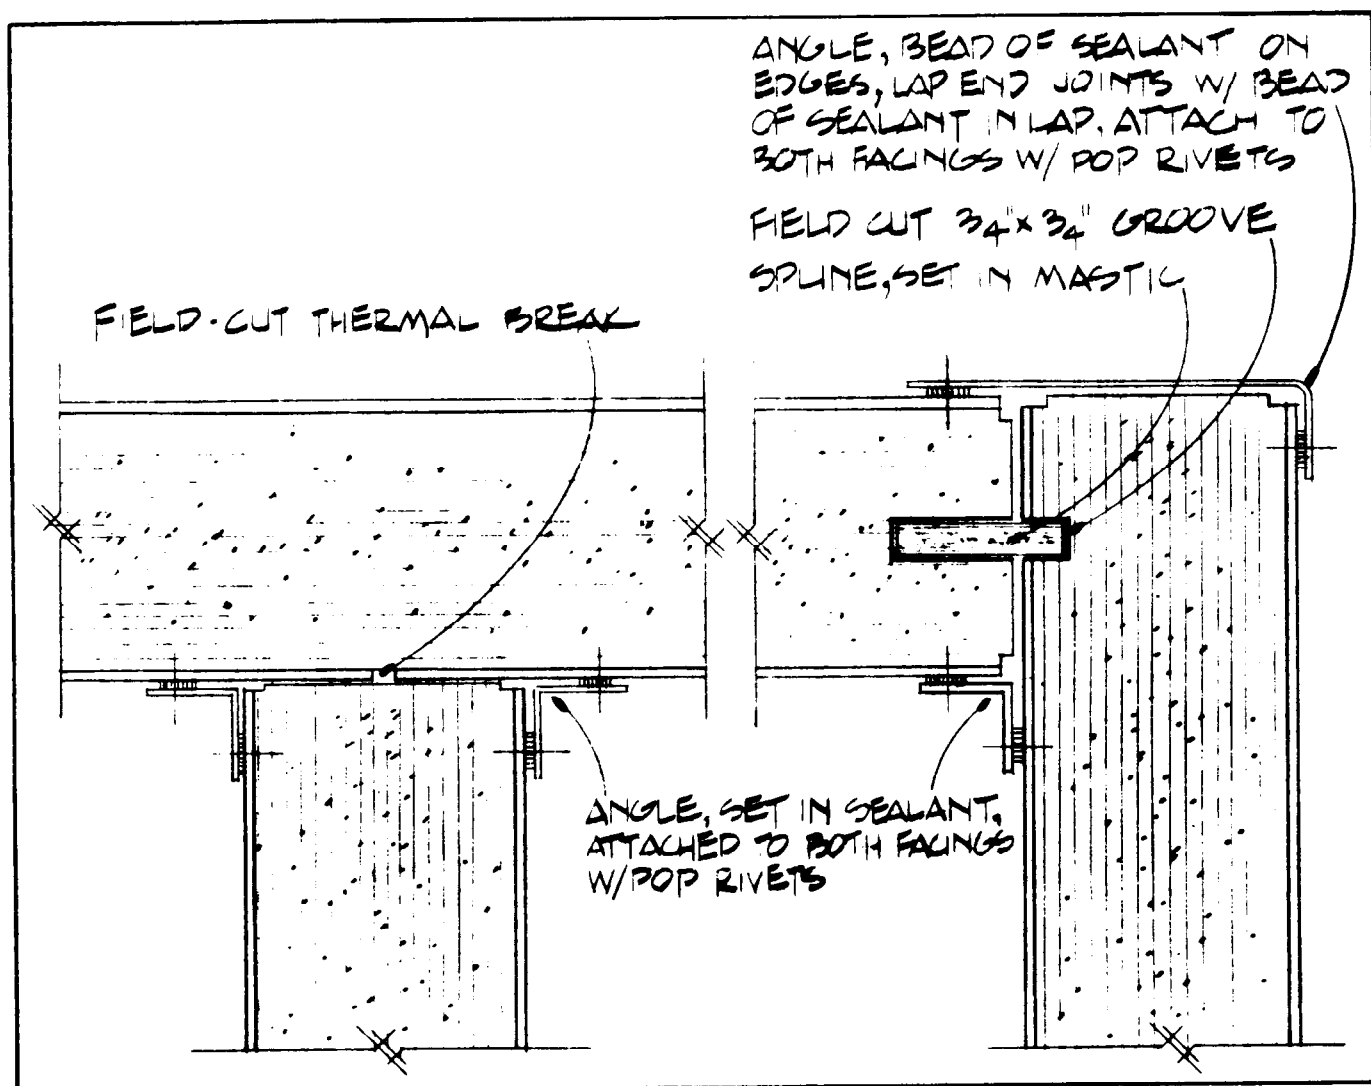 ANGLE, BEAD OF SEALANT ON
EDGES, LAP END JOINTS W/ BEAD
OF SEALANT IN LAP. ATTACH TO
BOTH FACINGS W/ POP RIVETS
FIELD CUT 3/4" x 3/4" GROOVE
SPLINE, SET IN MASTIC
FIELD-CUT THERMAL BREAK
ANGLE, SET IN SEALANT,
ATTACHED TO BOTH FACINGS
W/POP RIVETS